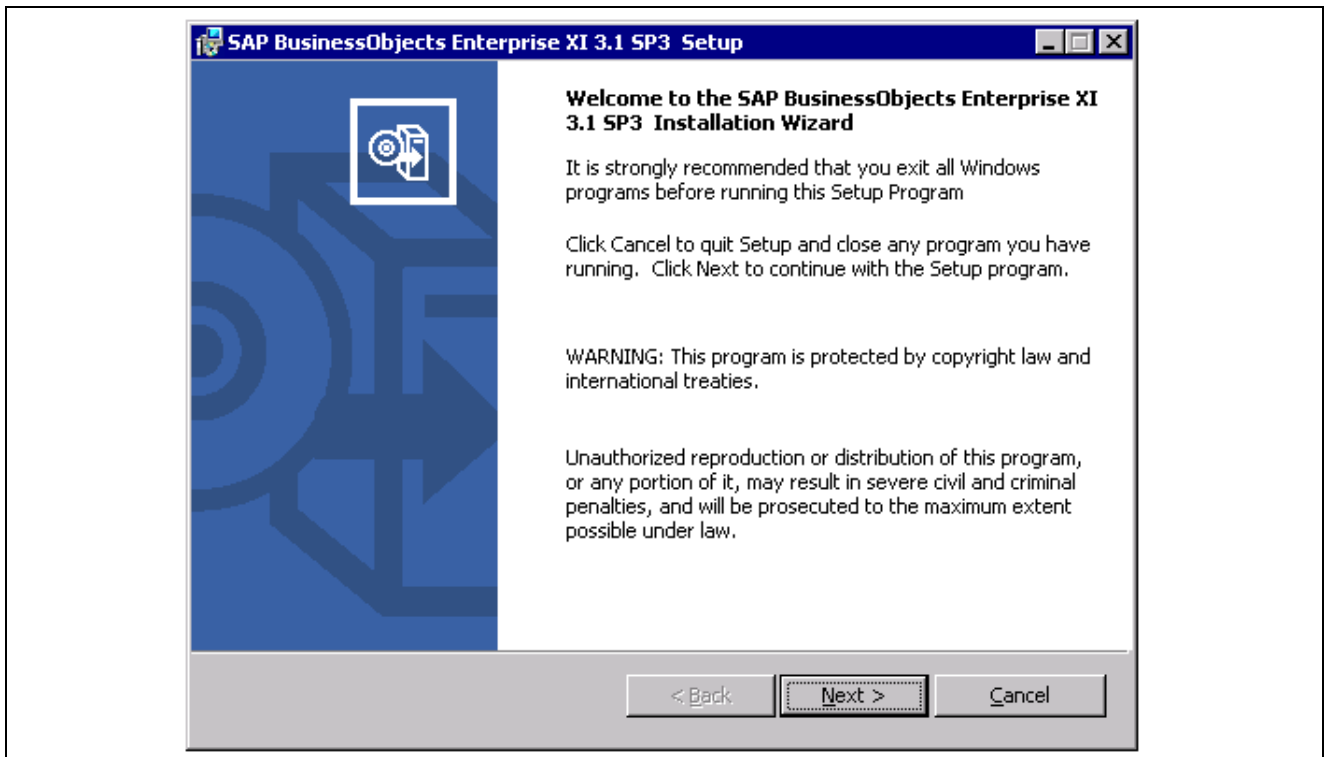 SAP BusinessObjects Enterprise XI 3.1 SP3  Setup
Welcome to the SAP BusinessObjects Enterprise XI
3.1 SP3  Installation Wizard
It is strongly recommended that you exit all Windows
programs before running this Setup Program
Click Cancel to quit Setup and close any program you have
running.  Click Next to continue with the Setup program.
WARNING: This program is protected by copyright law and
international treaties.
Unauthorized reproduction or distribution of this program,
or any portion of it, may result in severe civil and criminal
penalties, and will be prosecuted to the maximum extent
possible under law.
< Back
Next >
Cancel